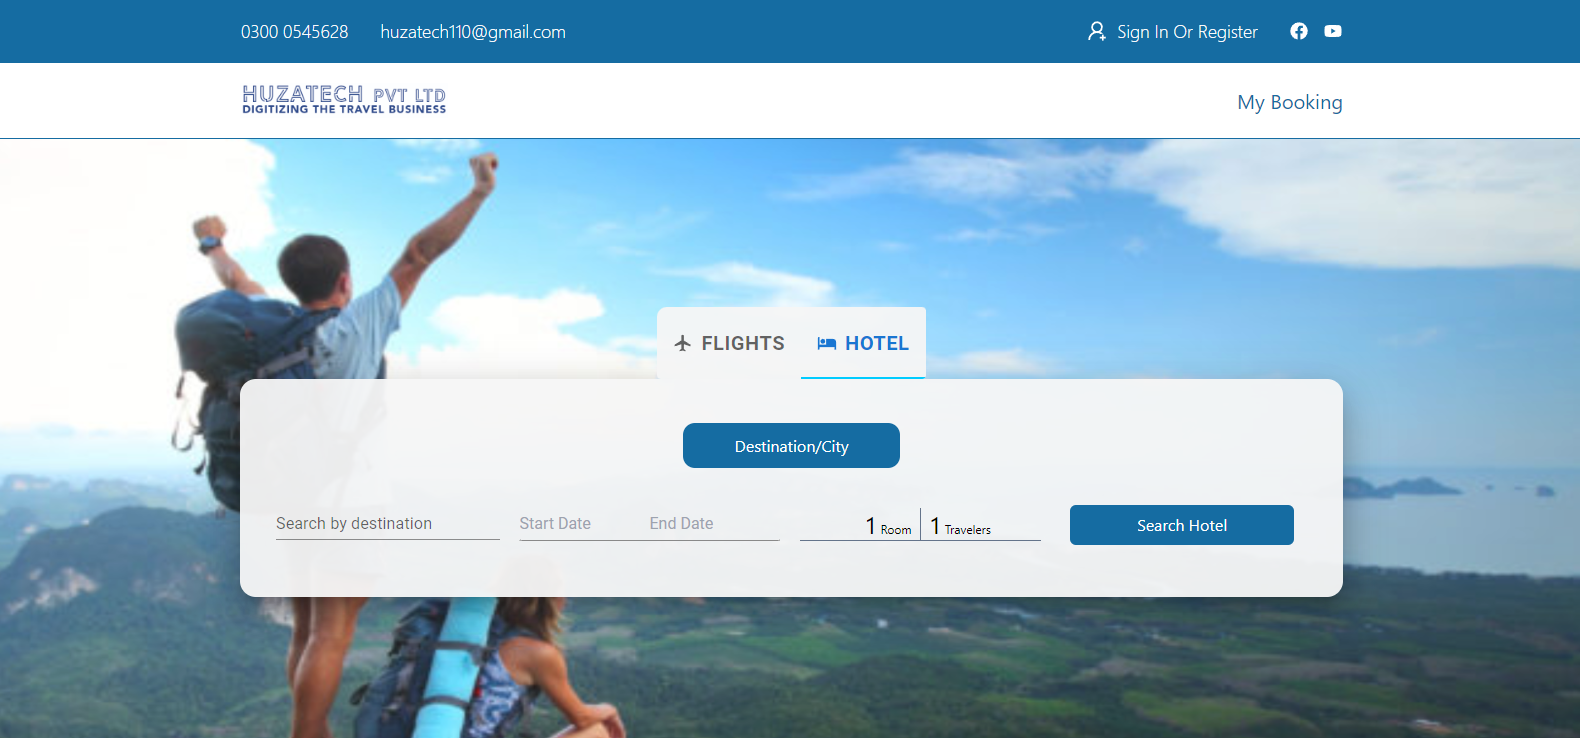 0300 0545628 huzatech110@gmail.com Sign In Or Register
HUZATECH PVT LTD
DIGITIZING THE TRAVEL BUSINESS
My Booking
FLIGHTS HOTEL
Destination/City
Search by destination Start Date End Date 1 Room 1 Travelers Search Hotel